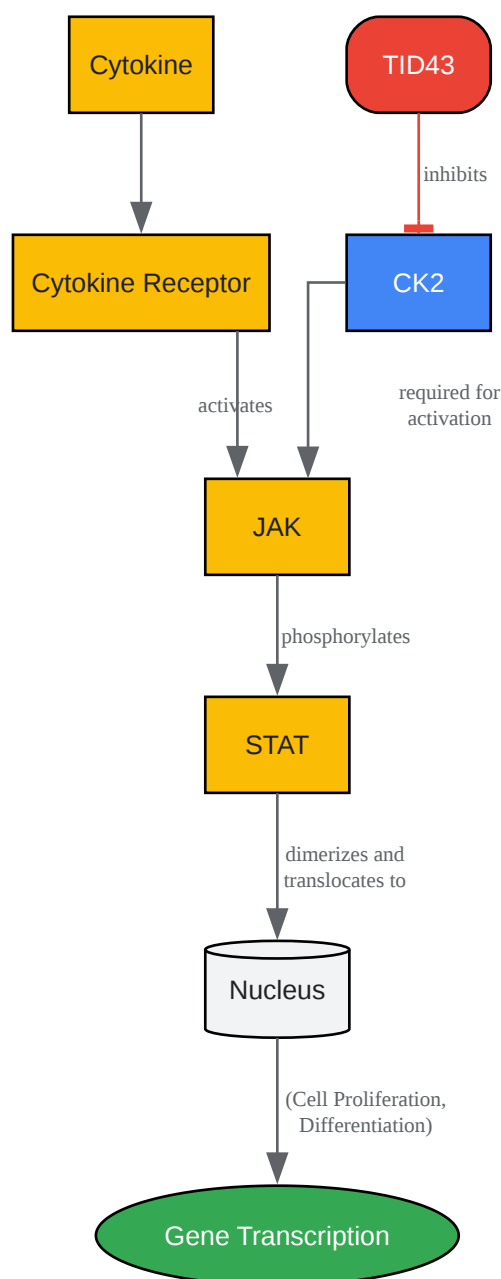 Cytokine
TID43
inhibits
Cytokine Receptor
CK2
activates
required for
activation
JAK
phosphorylates
STAT
dimerizes and
translocates to
Nucleus
(Cell Proliferation,
Differentiation)
Gene Transcription